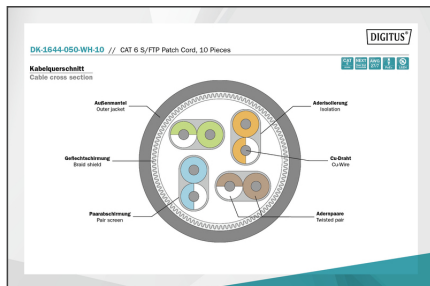 DIGITUS®
DK-1644-050-WH-10 // CAT 6 S/FTP Patch Cord, 10 Pieces
Kabelquerschnitt
Cable cross section
Außenmantel
Outer jacket
Aderisolierung
Isolation
Geflechtschirmung
Braid shield
Cu-Draht
Cu Wire
Paarabschirmung
Pair screen
Adernpaare
Twisted pair